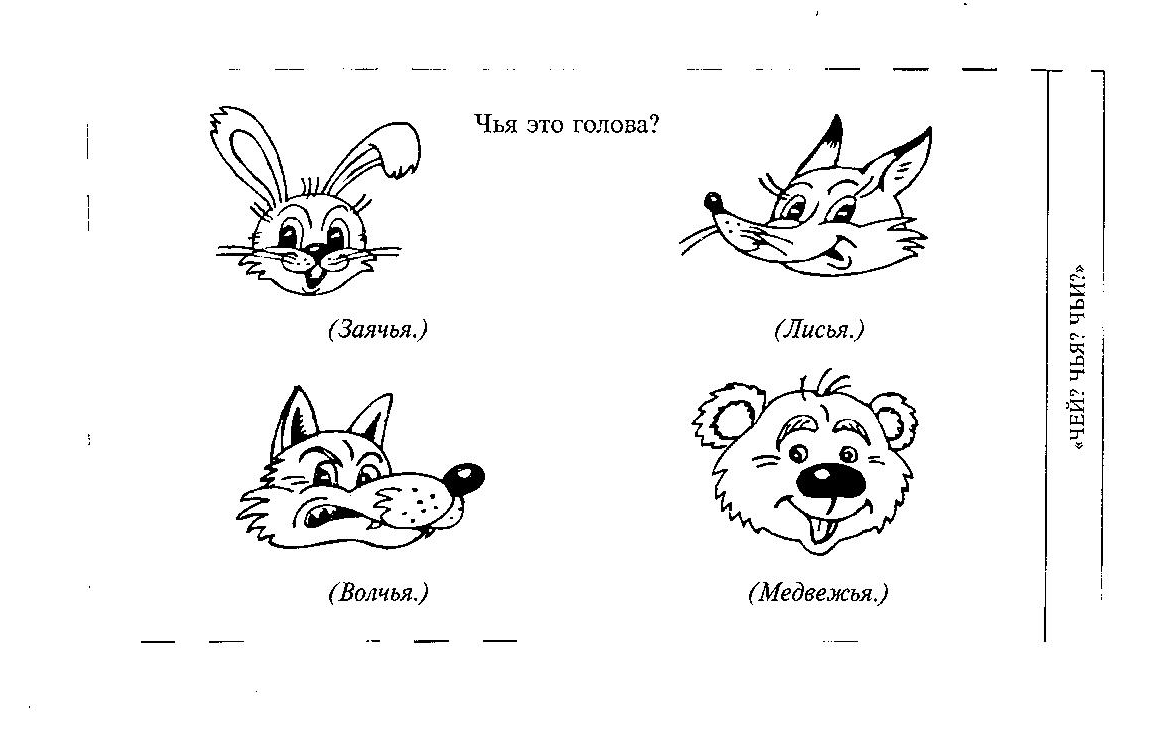 Чья это голова?
(Заячья.)
(Лисья.)
(Волчья.)
(Медвежья.)
«ЧЕЙ? ЧЬЯ? ЧЬИ?»